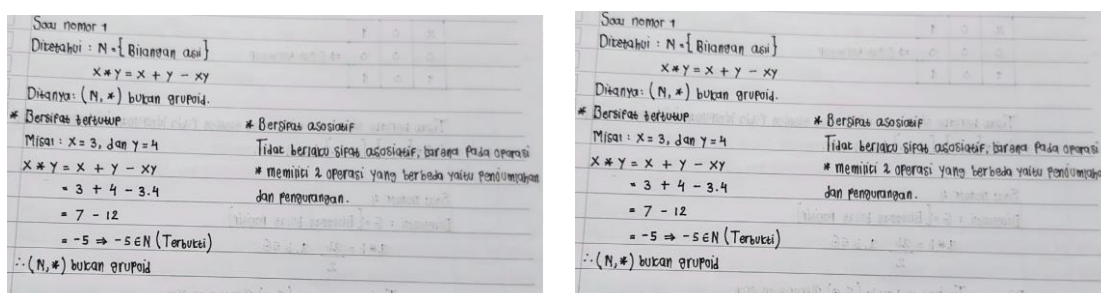 Soal nomor 1
Diketahui : N = { Bilangan asli }
x * y = x + y - xy
Ditanya: (N, *) bukan grupoid.
* Bersifat tertutup
Misal : x = 3, dan y = 4
x * y = x + y - xy
= 3 + 4 - 3.4
= 7 - 12
= -5 ⇒ -5 ∈ N (Terbukti)
∴ (N, *) bukan grupoid
* Bersifat asosiatif
Tidak berlaku sifat asosiatif, karena pada operasi
* memiliki 2 operasi yang berbeda yaitu penjumlahan
dan pengurangan.
Soal nomor 1
Diketahui : N = { Bilangan asli }
x * y = x + y - xy
Ditanya: (N, *) bukan grupoid.
* Bersifat tertutup
Misal : x = 3, dan y = 4
x * y = x + y - xy
= 3 + 4 - 3.4
= 7 - 12
= -5 ⇒ -5 ∈ N (Terbukti)
∴ (N, *) bukan grupoid
* Bersifat asosiatif
Tidak berlaku sifat asosiatif, karena pada operasi
* memiliki 2 operasi yang berbeda yaitu penjumlah
dan pengurangan.